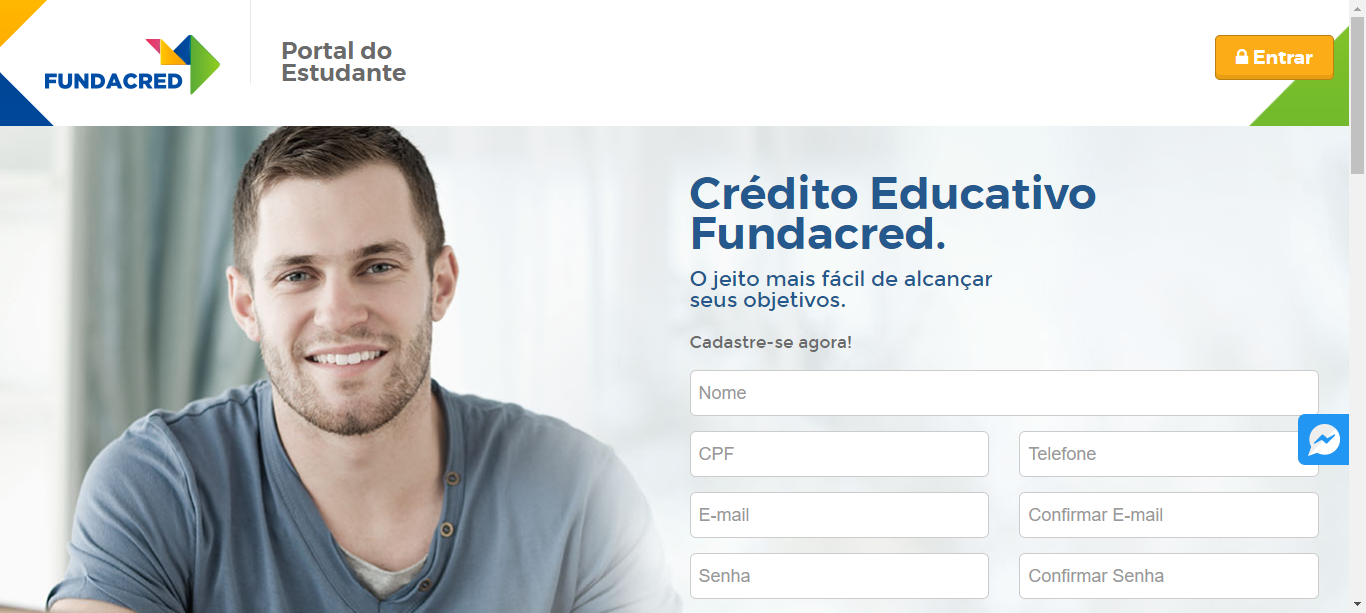 FUNDACRED
Portal do
Estudante
Entrar
Crédito Educativo
Fundacred.
O jeito mais fácil de alcançar
seus objetivos.
Cadastre-se agora!
Nome
CPF
Telefone
E-mail
Confirmar E-mail
Senha
Confirmar Senha